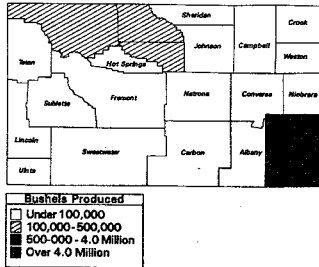 Sheridan
Crook
Johnson
Campbell
Weston
Teton
Hot Springs
Fremont
Natrona
Converse
Niobrara
Sublette
Lincoln
Uinta
Sweetwater
Carbon
Albany
Bushels Produced
Under 100,000
100,000-500,000
500-000 - 4.0 Million
Over 4.0 Million